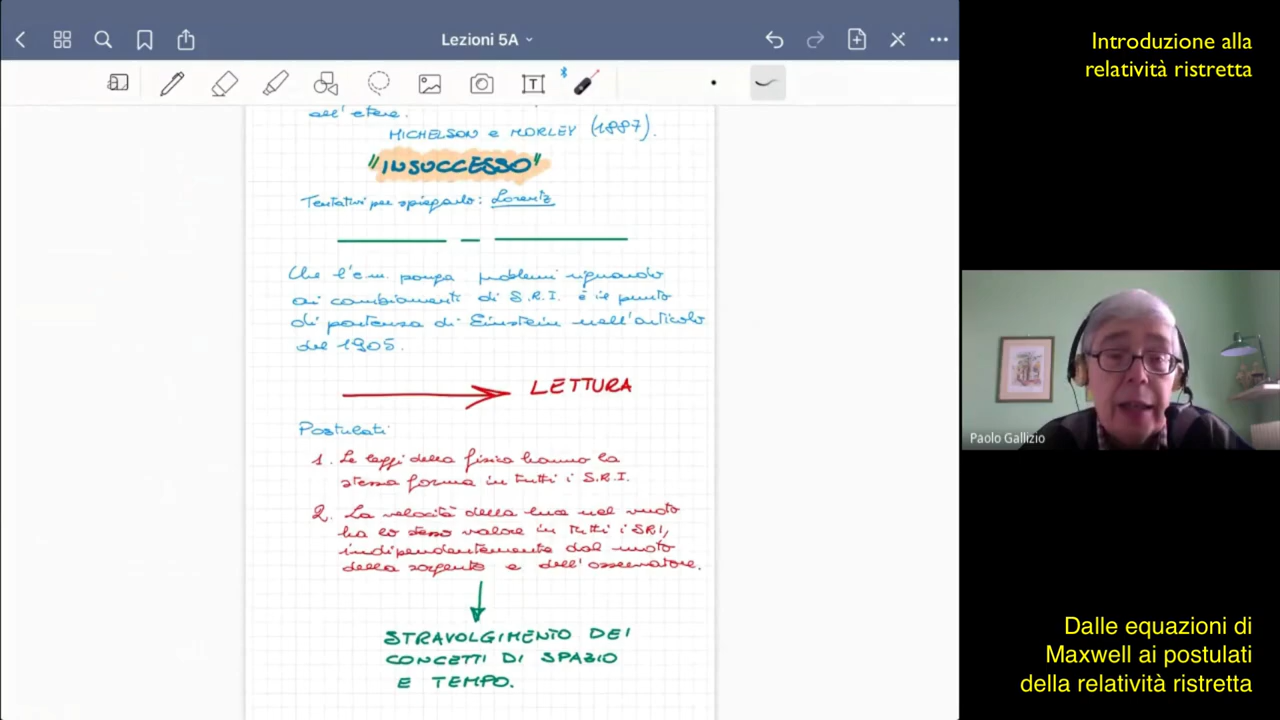 Lezioni 5A
all'etere.
MICHELSON e MORLEY (1887).
"INSUCCESSO"
Tentativi per spiegarlo: Lorentz
Che l'e.m. ponga problemi riguardo
ai cambiamenti di S.R.I. è il punto
di partenza di Einstein nell'articolo
del 1905.
LETTURA
Postulati
1. Le leggi della fisica hanno la
stessa forma in tutti i S.R.I.
2. La velocità della luce nel vuoto
ha lo stesso valore in tutti i SRI,
indipendentemente dal moto
della sorgente e dell'osservatore.
STRAVOLGIMENTO DEI
CONCETTI DI SPAZIO
E TEMPO.
Introduzione alla
relatività ristretta
Paolo Gallizio
Dalle equazioni di
Maxwell ai postulati
della relatività ristretta